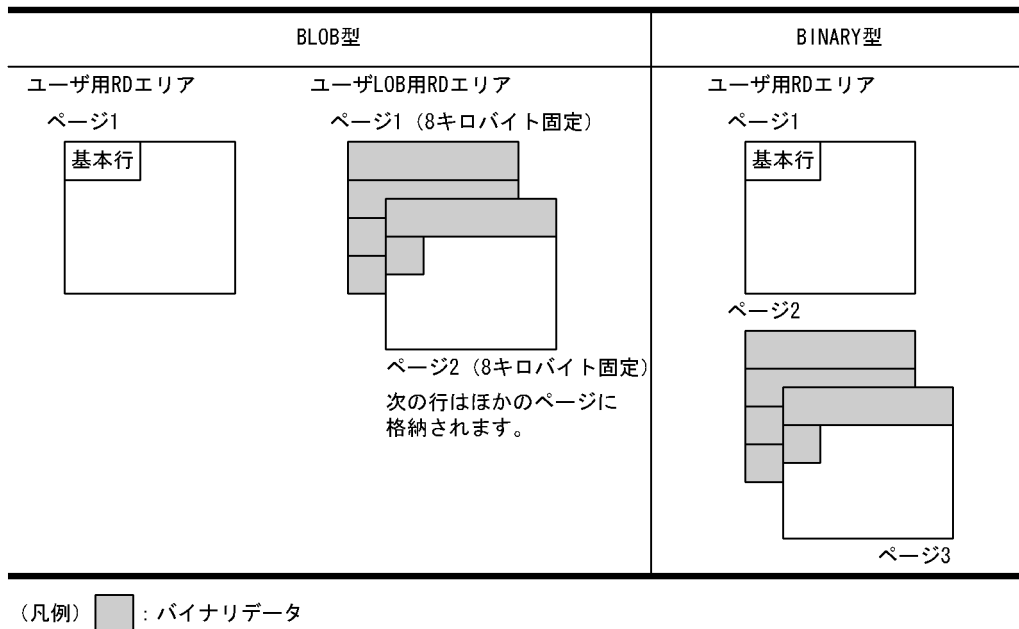 BLOB型
BINARY型
ユーザ用RDエリア
ユーザLOB用RDエリア
ユーザ用RDエリア
ページ1
ページ1（8キロバイト固定）
ページ1
基本行
基本行
ページ2
ページ2（8キロバイト固定）
次の行はほかのページに
格納されます。
ページ3
（凡例）　：バイナリデータ